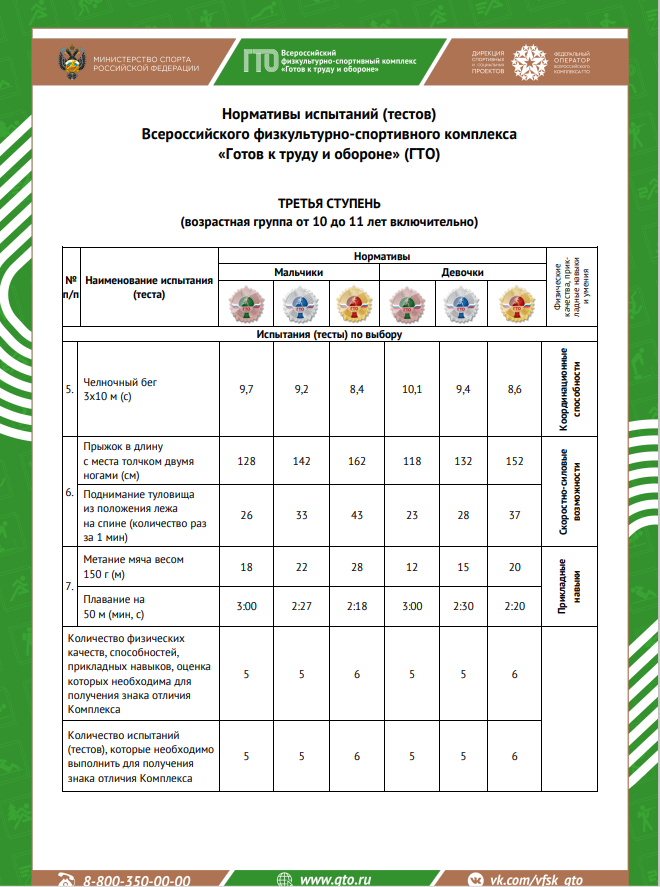 МИНИСТЕРСТВО СПОРТА
РОССИЙСКОЙ ФЕДЕРАЦИИ
ГТО
Всероссийский
физкультурно-спортивный комплекс
«Готов к труду и обороне»
ДИРЕКЦИЯ
СПОРТИВНЫХ
И СОЦИАЛЬНЫХ
ПРОЕКТОВ
ФЕДЕРАЛЬНЫЙ
ОПЕРАТОР
ВСЕРОССИЙСКОГО
КОМПЛЕКСА ГТО
Нормативы испытаний (тестов)
Всероссийского физкультурно-спортивного комплекса
«Готов к труду и обороне» (ГТО)
ТРЕТЬЯ СТУПЕНЬ
(возрастная группа от 10 до 11 лет включительно)
№
п/п
Наименование испытания
(теста)
Нормативы
Мальчики
Девочки
ГТО ГТО ГТО ГТО ГТО ГТО
Физические
качества, прик-
ладные навыки
и умения
Испытания (тесты) по выбору
5.
Челночный бег
3х10 м (с)
9,7 9,2 8,4 10,1 9,4 8,6
Координационные
способности
6.
Прыжок в длину
с места толчком двумя
ногами (см)
128 142 162 118 132 152
Поднимание туловища
из положения лежа
на спине (количество раз
за 1 мин)
26 33 43 23 28 37
Скоростно-силовые
возможности
7.
Метание мяча весом
150 г (м)
18 22 28 12 15 20
Плавание на
50 м (мин, с)
3:00 2:27 2:18 3:00 2:30 2:20
Прикладные
навыки
Количество физических
качеств, способностей,
прикладных навыков, оценка
которых необходима для
получения знака отличия
Комплекса
5 5 6 5 5 6
Количество испытаний
(тестов), которые необходимо
выполнить для получения
знака отличия Комплекса
5 5 6 5 5 6
8-800-350-00-00
www.gto.ru
vk.com/vfsk_gto